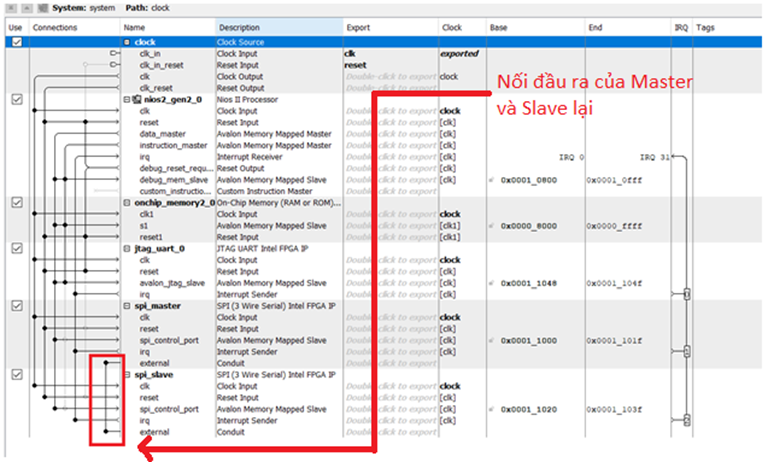 System: system Path: clock
Use Connections Name Description Export Clock Base End IRQ Tags
clock Clock Source
clk_in Clock Input clk exported
clk_in_reset Reset Input reset
clk Clock Output Double-click to export clock
clk_reset Reset Output Double-click to export
Nối đầu ra của Master
và Slave lại
nios2_gen2_0 Nios II Processor
clk Clock Input Double-click to export clock
reset Reset Input Double-click to export [clk]
data_master Avalon Memory Mapped Master Double-click to export [clk]
instruction_master Avalon Memory Mapped Master Double-click to export [clk]
irq Interrupt Receiver Double-click to export [clk] IRQ 0 IRQ 31
debug_reset_requ... Reset Output Double-click to export [clk]
debug_mem_slave Avalon Memory Mapped Slave Double-click to export [clk] 0x0001_0800 0x0001_0fff
custom_instructio... Custom Instruction Master Double-click to export
onchip_memory2_0 On-Chip Memory (RAM or ROM)...
clk1 Clock Input Double-click to export clock
s1 Avalon Memory Mapped Slave Double-click to export [clk1] 0x0000_8000 0x0000_ffff
reset1 Reset Input Double-click to export [clk1]
jtag_uart_0 JTAG UART Intel FPGA IP
clk Clock Input Double-click to export clock
reset Reset Input Double-click to export [clk]
avalon_jtag_slave Avalon Memory Mapped Slave Double-click to export [clk] 0x0001_1048 0x0001_104f
irq Interrupt Sender Double-click to export [clk]
spi_master SPI (3 Wire Serial) Intel FPGA IP
clk Clock Input Double-click to export clock
reset Reset Input Double-click to export [clk]
spi_control_port Avalon Memory Mapped Slave Double-click to export [clk] 0x0001_1000 0x0001_101f
irq Interrupt Sender Double-click to export [clk]
external Conduit Double-click to export
spi_slave SPI (3 Wire Serial) Intel FPGA IP
clk Clock Input Double-click to export clock
reset Reset Input Double-click to export [clk]
spi_control_port Avalon Memory Mapped Slave Double-click to export [clk] 0x0001_1020 0x0001_103f
irq Interrupt Sender Double-click to export [clk]
external Conduit Double-click to export